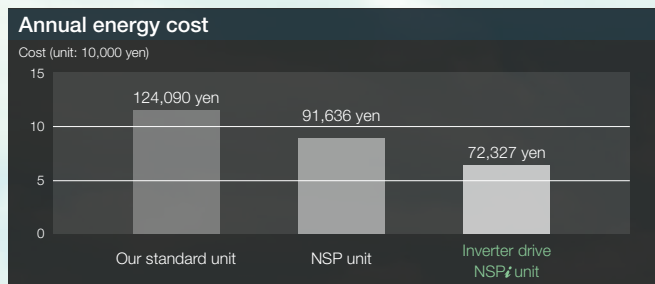 Annual energy cost
Cost (unit: 10,000 yen)
15
124,090 yen
91,636 yen
10
72,327 yen
5
0
Our standard unit
NSP unit
Inverter drive
NSPi unit